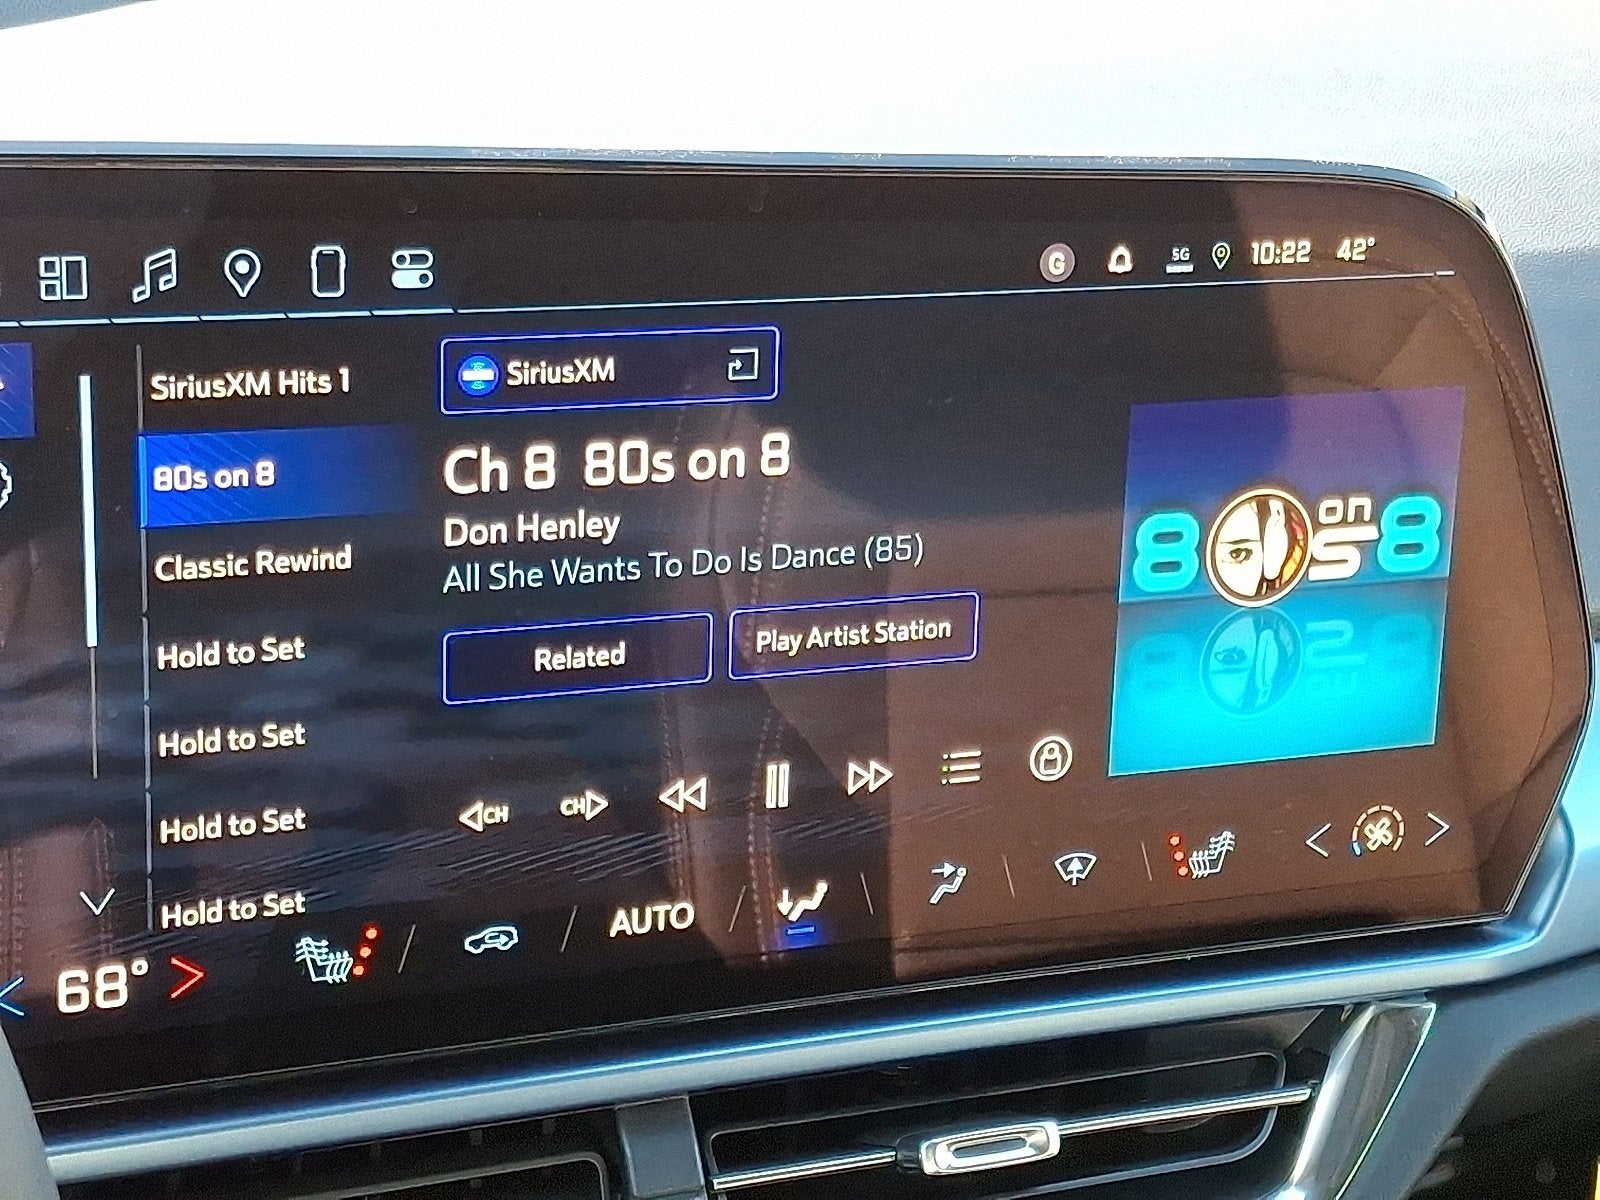 G 5G 10:22 42°
SiriusXM Hits 1
80s on 8
Classic Rewind
Hold to Set
Hold to Set
Hold to Set
Hold to Set
SiriusXM
Ch 8 80s on 8
Don Henley
All She Wants To Do Is Dance (85)
Related
Play Artist Station
80s on 8
CH
CH
68°
AUTO